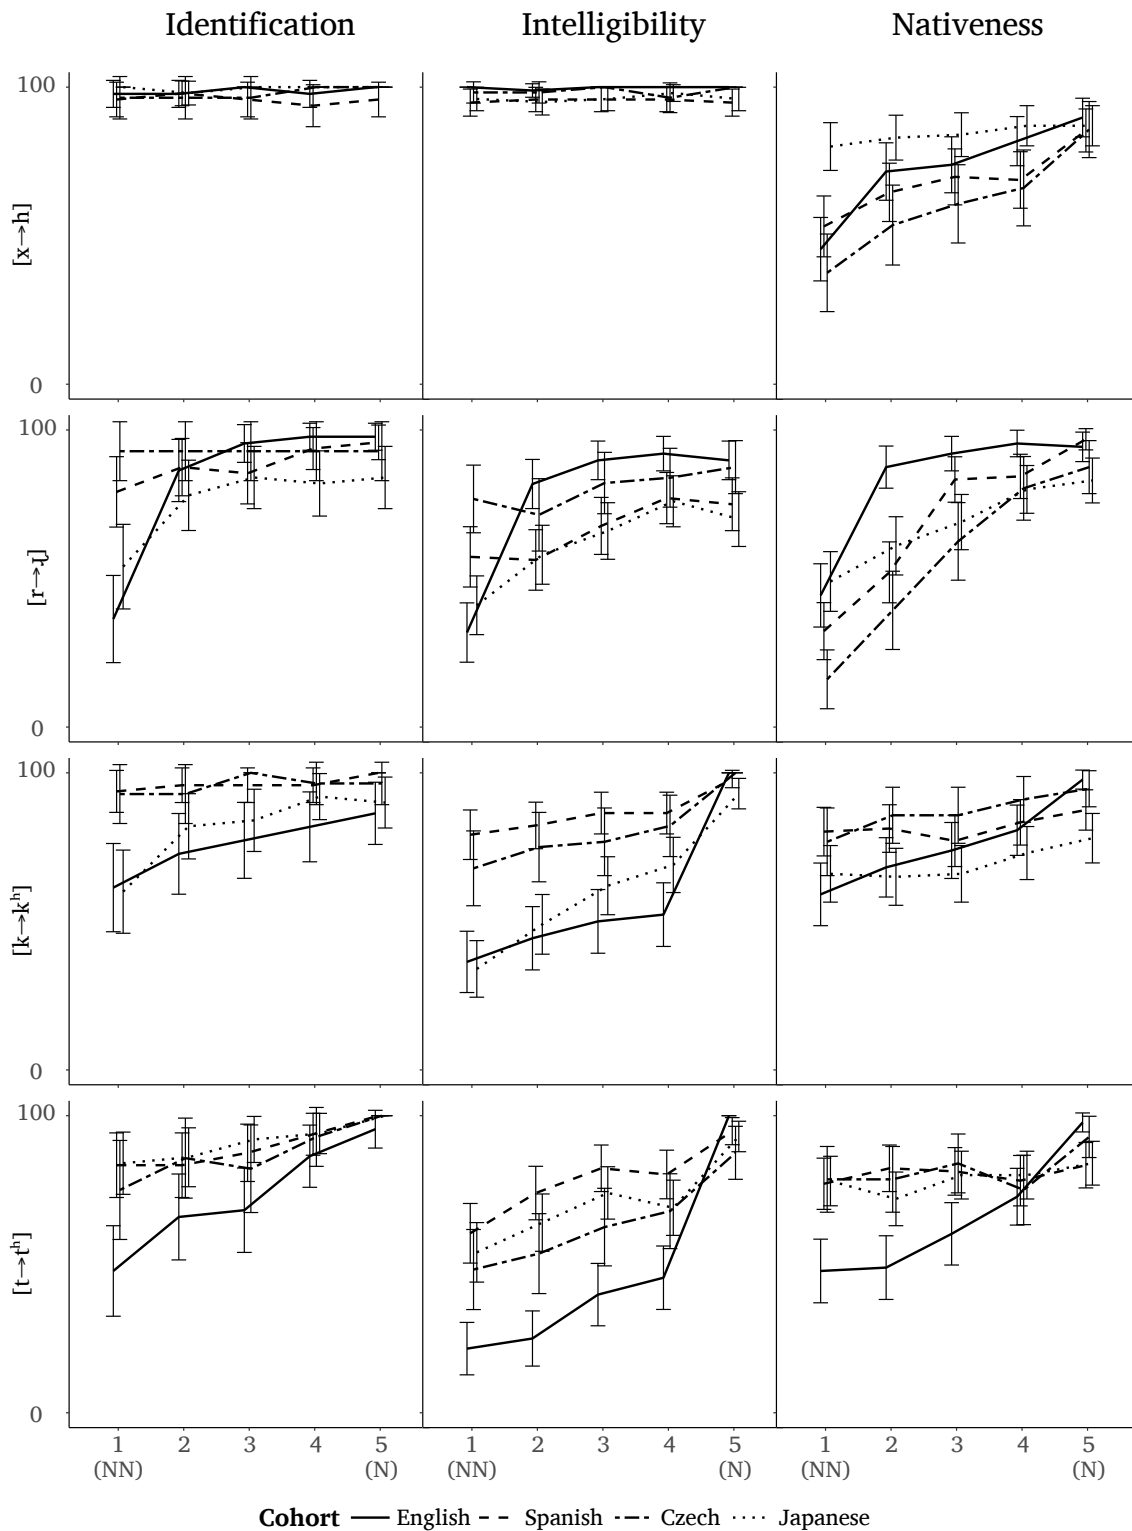 Identification Intelligibility Nativeness
100
[x→h]
0
100
[r→ɹ]
0
100
[k→kʰ]
0
100
[t→tʰ]
0
1 2 3 4 5 1 2 3 4 5 1 2 3 4 5
(NN) (N) (NN) (N) (NN) (N)
Cohort English Spanish Czech Japanese